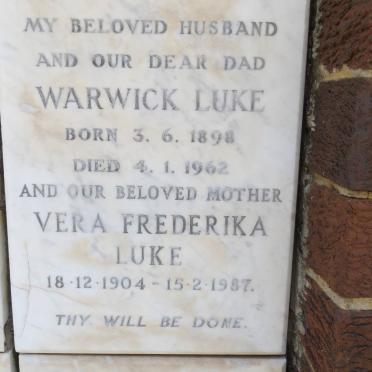 MY BELOVED HUSBAND
AND OUR DEAR DAD
WARWICK LUKE
BORN 3. 6. 1898
DIED 4. 1. 1962
AND OUR BELOVED MOTHER
VERA FREDERIKA
LUKE
18·12·1904 - 15·2·1987.
THY WILL BE DONE.